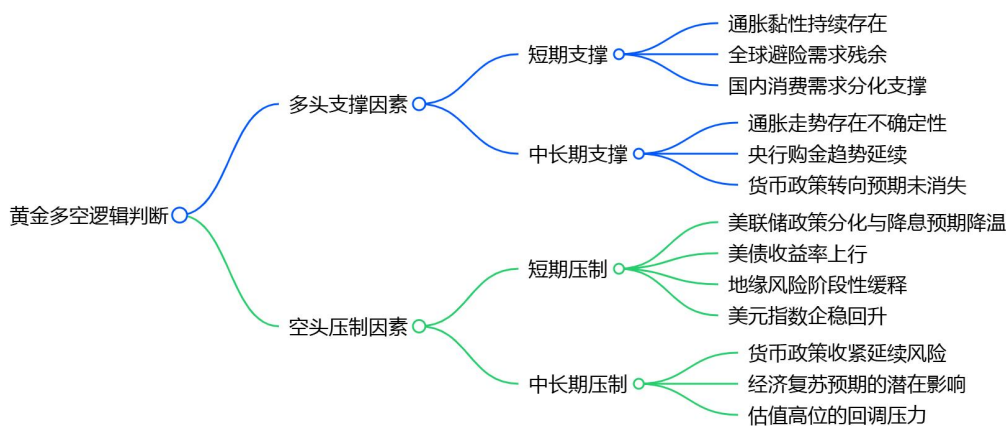 黄金多空逻辑判断
多头支撑因素
短期支撑
通胀黏性持续存在
全球避险需求残余
国内消费需求分化支撑
中长期支撑
通胀走势存在不确定性
央行购金趋势延续
货币政策转向预期未消失
空头压制因素
短期压制
美联储政策分化与降息预期降温
美债收益率上行
地缘风险阶段性缓释
美元指数企稳回升
中长期压制
货币政策收紧延续风险
经济复苏预期的潜在影响
估值高位的回调压力